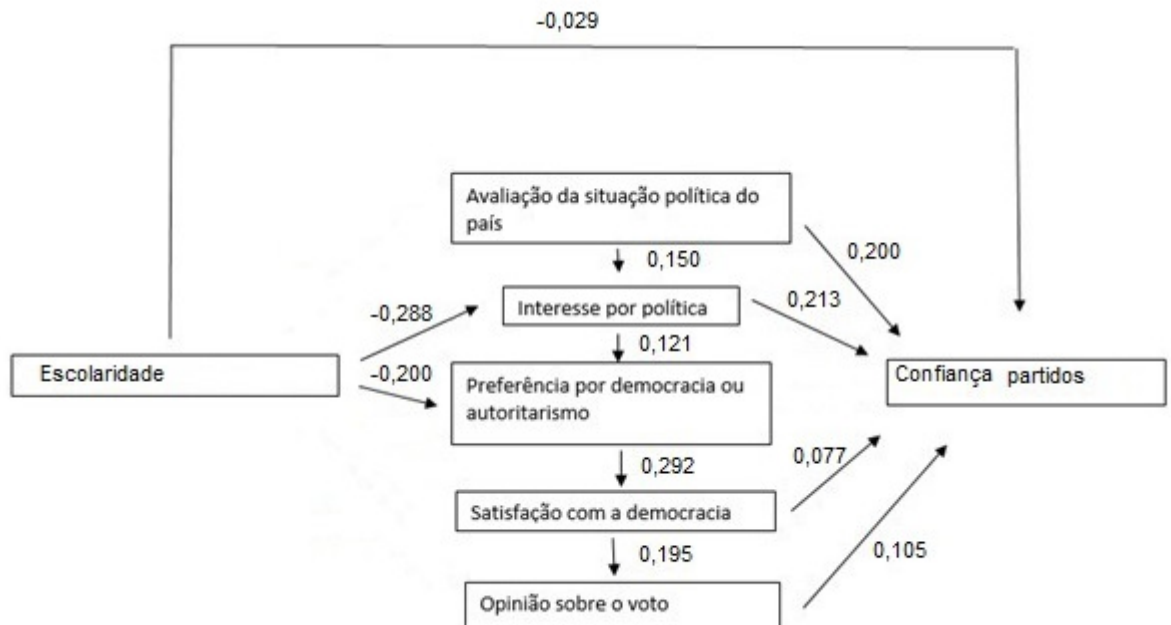 -0,029
Avaliação da situação política do
país
0,150
0,200
Interesse por política
-0,288
0,213
0,121
Escolaridade
-0,200
Preferência por democracia ou
autoritarismo
Confiança partidos
0,292
0,077
Satisfação com a democracia
0,195
0,105
Opinião sobre o voto